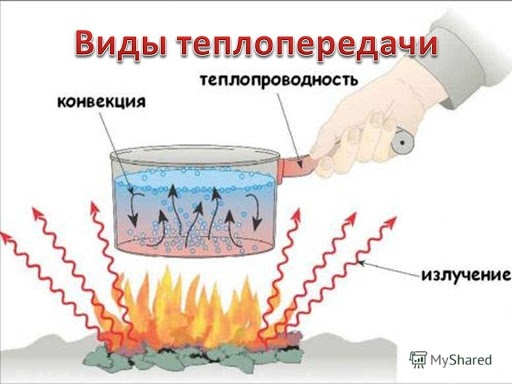 Виды теплопередачи
теплопроводность
конвекция
излучение
MyShared